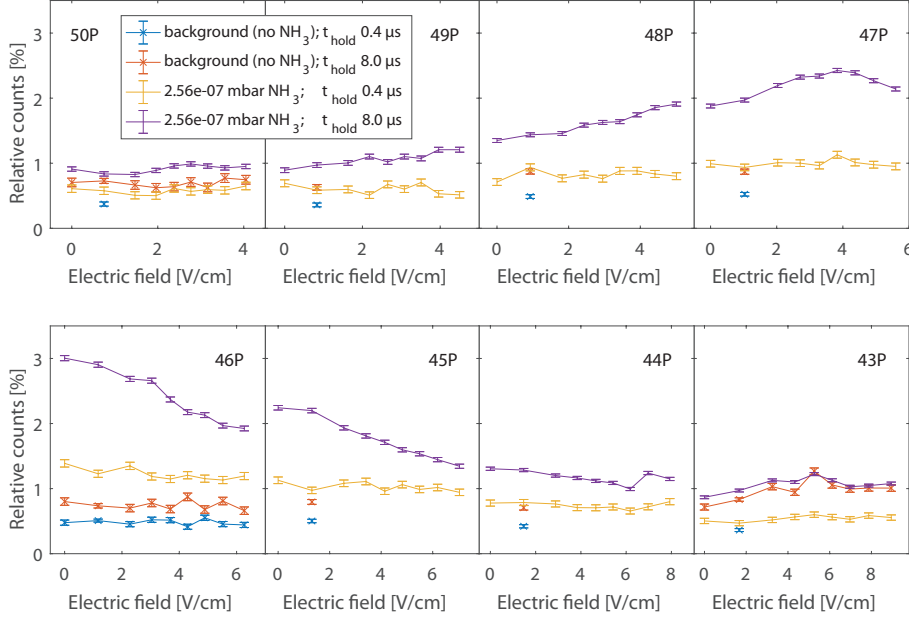 Relative counts [%]
3
2
1
0
50P
background (no NH3); t hold 0.4 µs
background (no NH3); t hold 8.0 µs
2.56e-07 mbar NH3; t hold 0.4 µs
2.56e-07 mbar NH3; t hold 8.0 µs
49P
48P
47P
0 2 4
0 2 4
0 2 4
0 2 4 6
Electric field [V/cm]
Electric field [V/cm]
Electric field [V/cm]
Electric field [V/cm]
Relative counts [%]
3
2
1
0
46P
45P
44P
43P
0 2 4 6
0 2 4 6
0 2 4 6 8
0 2 4 6 8
Electric field [V/cm]
Electric field [V/cm]
Electric field [V/cm]
Electric field [V/cm]